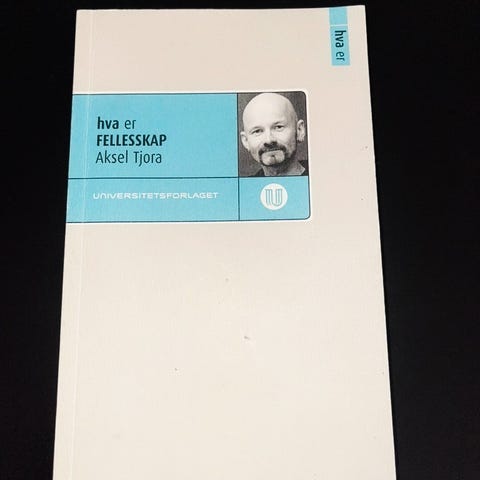 hva er
hva er
FELLESSKAP
Aksel Tjora
UNIVERSITETSFORLAGET